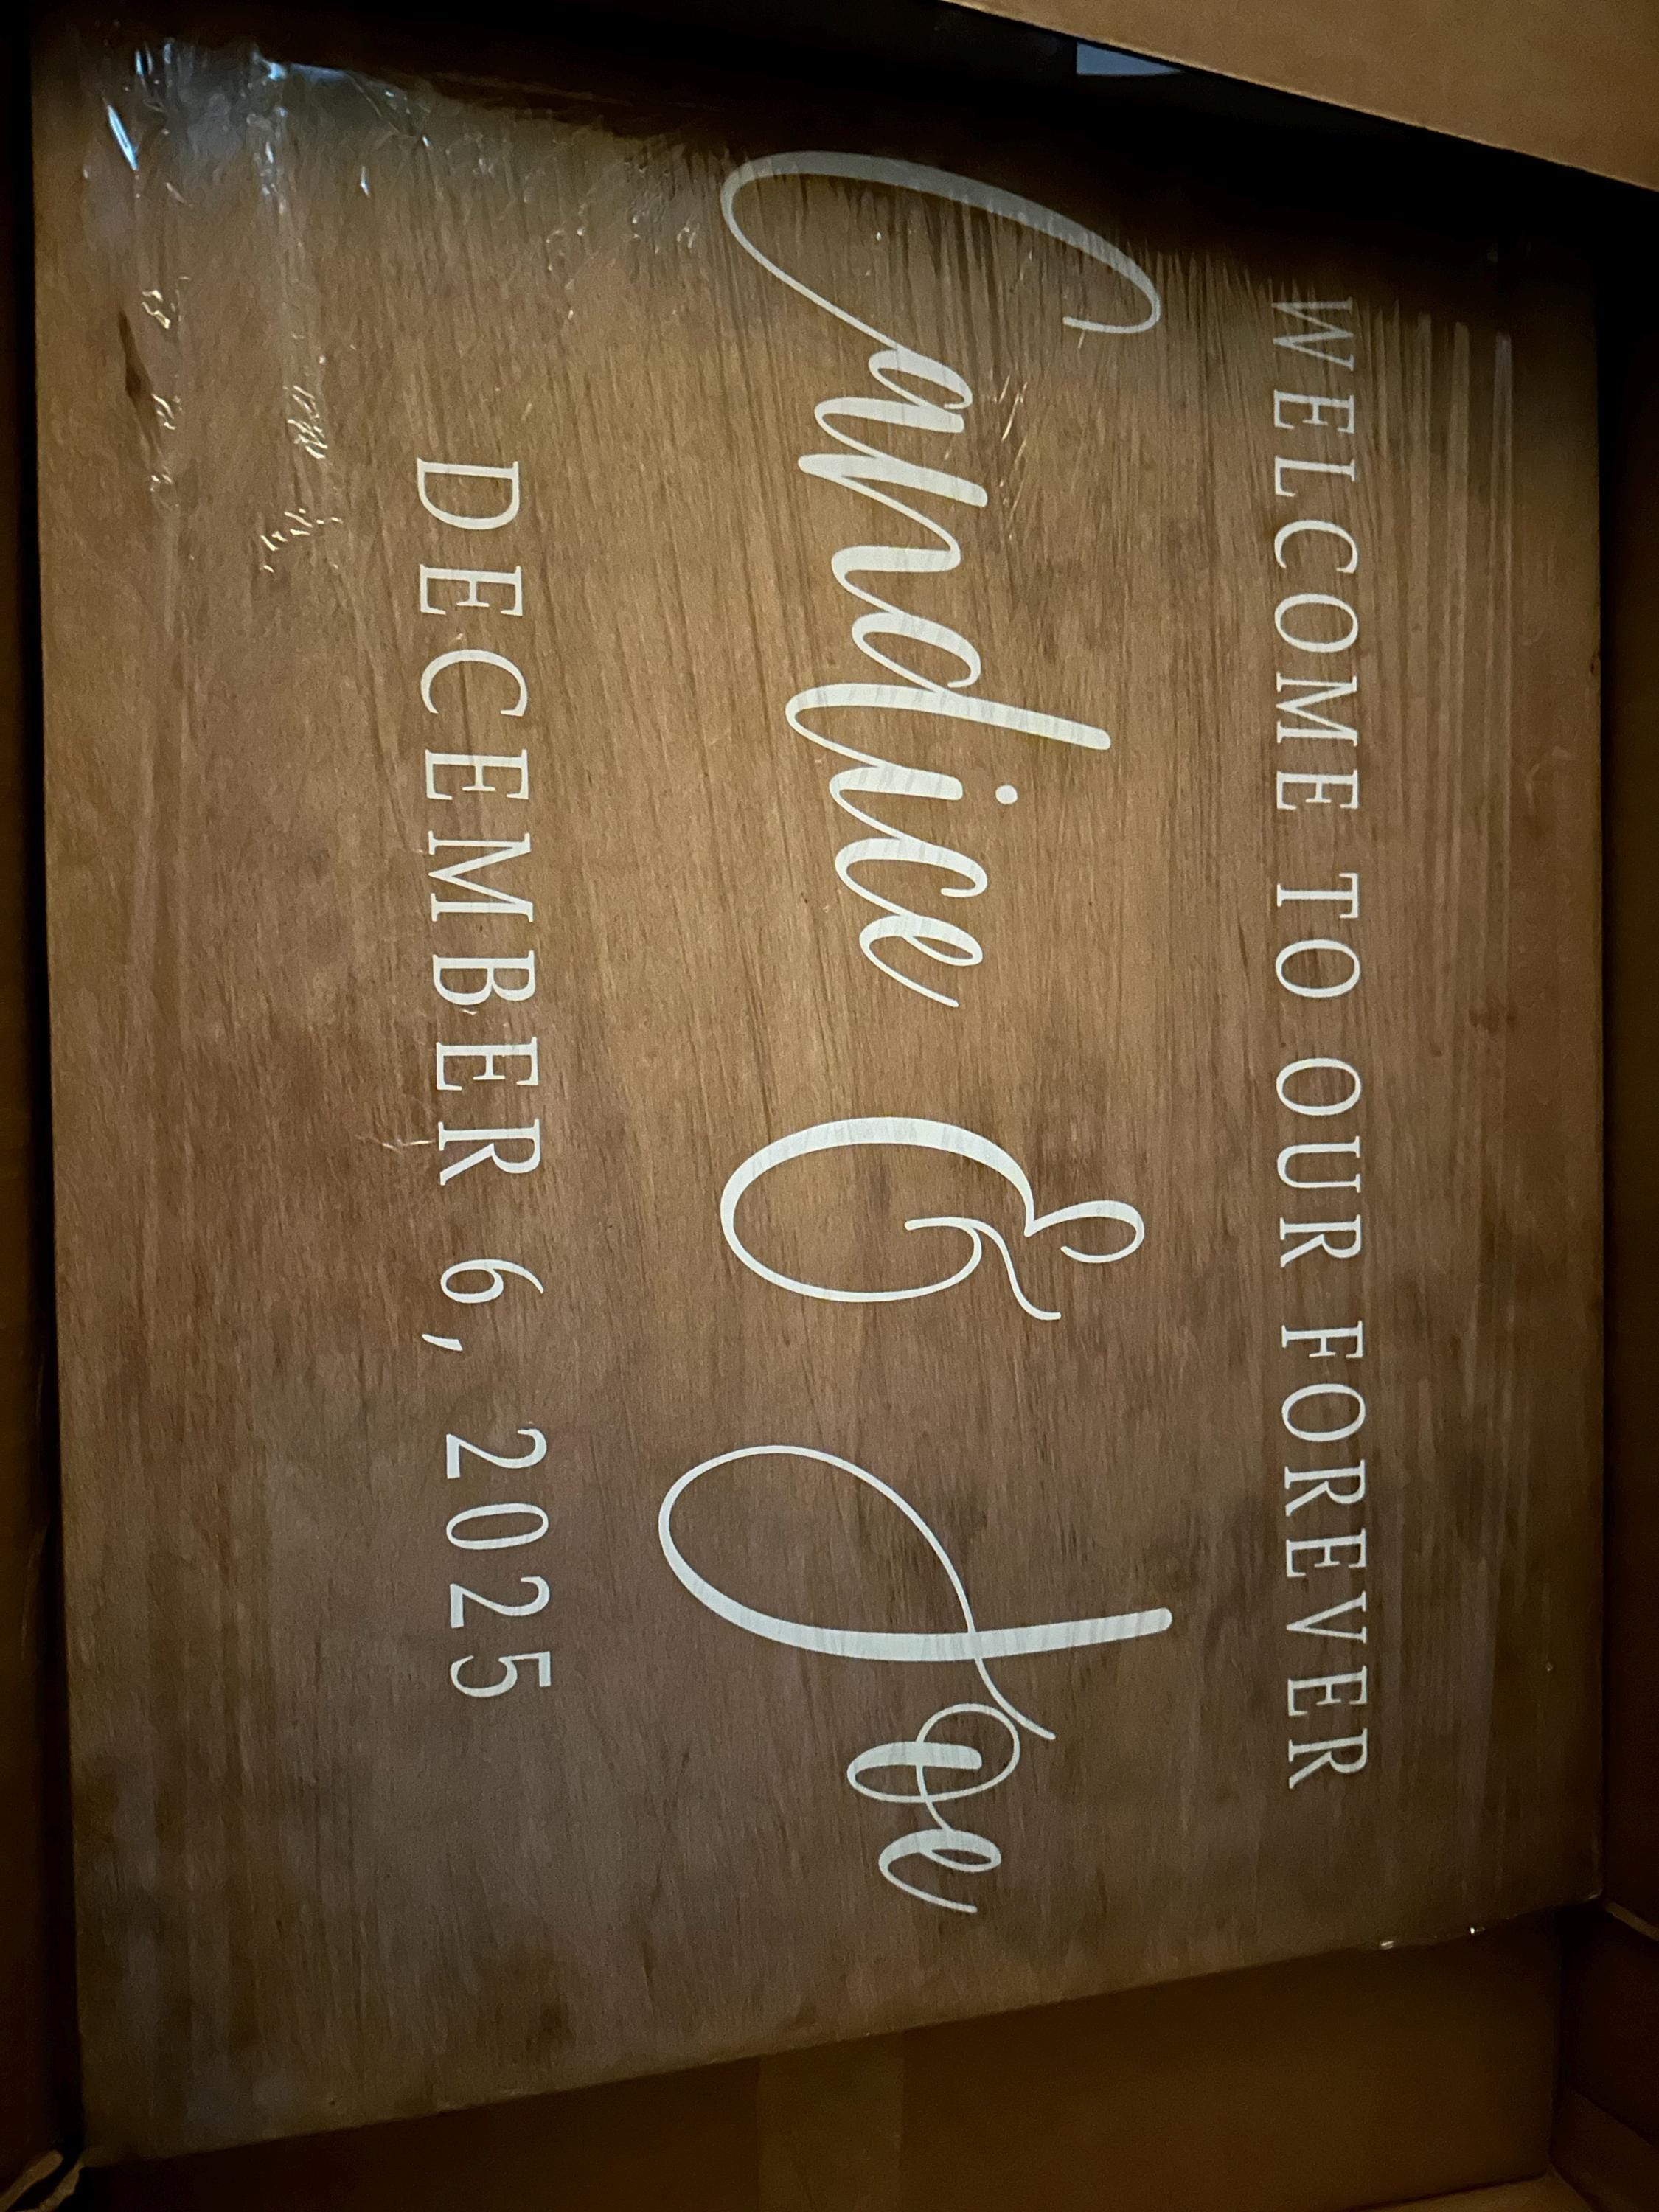 WELCOME TO OUR FOREVER
Candice & Joe
DECEMBER 6, 2025